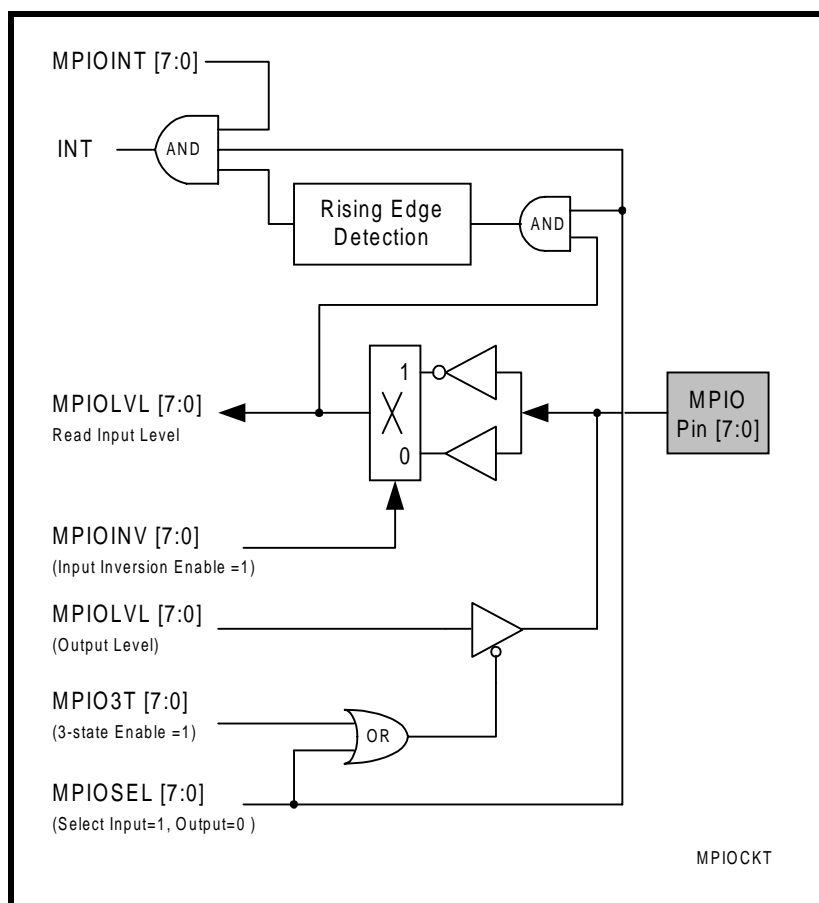 MPIOINT [7:0]
INT
AND
Rising Edge
Detection
AND
1
0
MPIOLVL [7:0]
Read Input Level
MPIO
Pin [7:0]
MPIOINV [7:0]
(Input Inversion Enable =1)
MPIOLVL [7:0]
(Output Level)
MPIO3T [7:0]
(3-state Enable =1)
OR
MPIOSEL [7:0]
(Select Input=1, Output=0 )
MPIOCKT